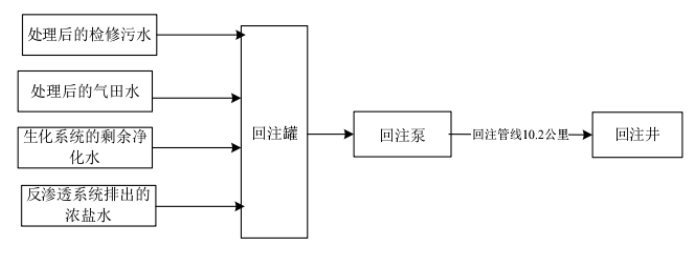 处理后的检修污水
处理后的气田水
生化系统的剩余净
化水
反渗透系统排出的
浓盐水
回注罐
回注泵
回注管线10.2公里
回注井